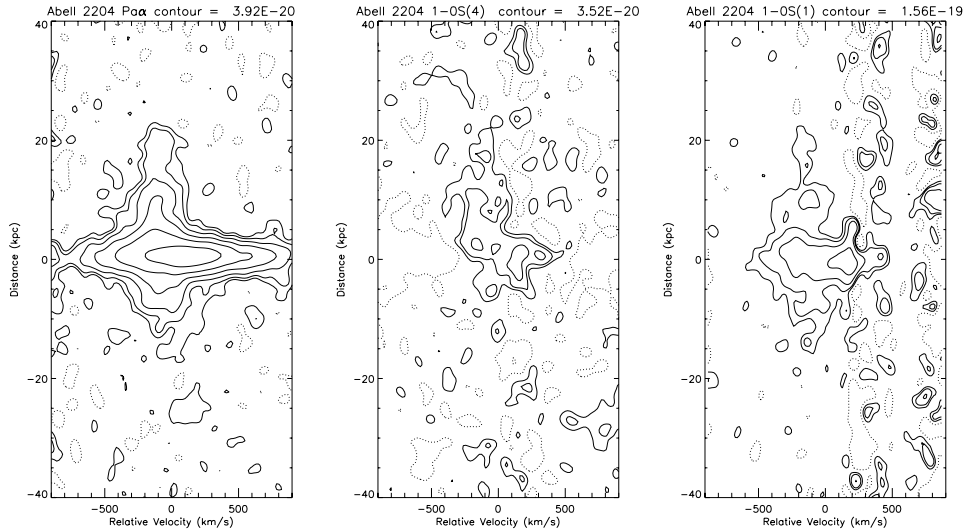 Abell 2204 Paα contour = 3.92E-20
40
20
0
-20
-40
Distance (kpc)
-500 0 500
Relative Velocity (km/s)
Abell 2204 1-0S(4) contour = 3.52E-20
40
20
0
-20
-40
Distance (kpc)
-500 0 500
Relative Velocity (km/s)
Abell 2204 1-0S(1) contour = 1.56E-19
40
20
0
-20
-40
Distance (kpc)
-500 0 500
Relative Velocity (km/s)